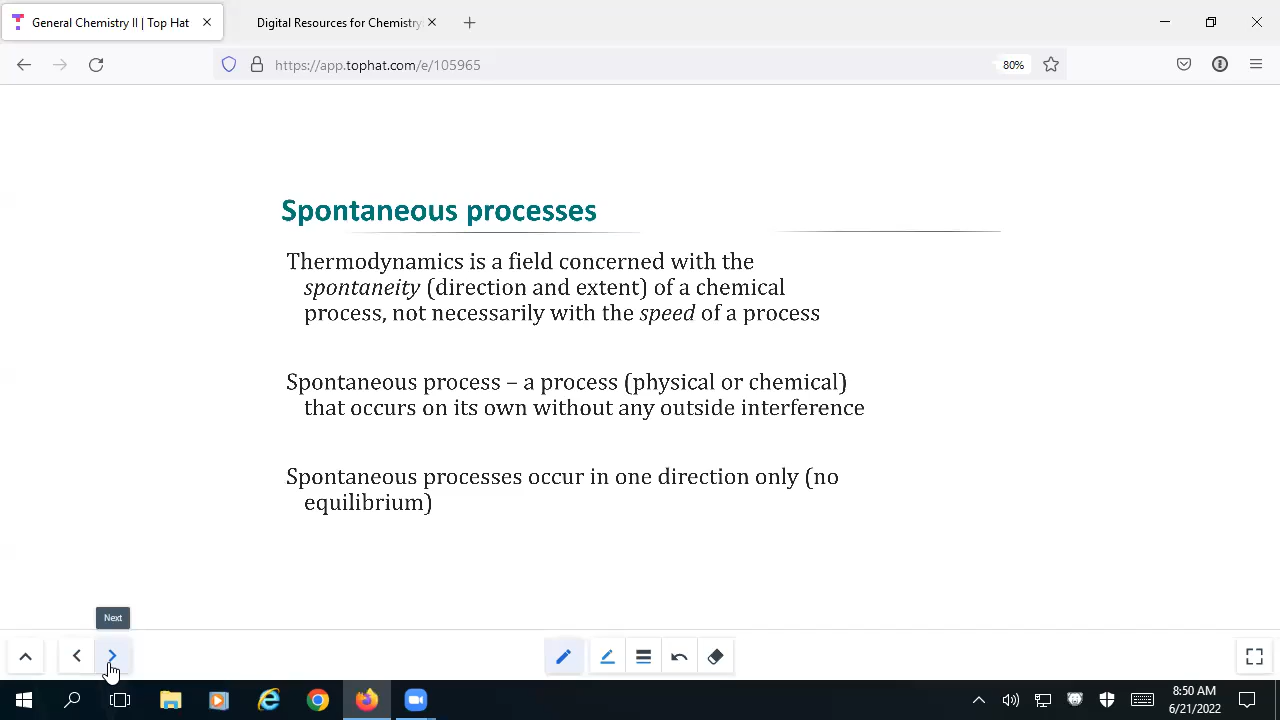 General Chemistry II | Top Hat
Digital Resources for Chemistry
https://app.tophat.com/e/105965
80%
Spontaneous processes
Thermodynamics is a field concerned with the
spontaneity (direction and extent) of a chemical
process, not necessarily with the speed of a process
Spontaneous process – a process (physical or chemical)
that occurs on its own without any outside interference
Spontaneous processes occur in one direction only (no
equilibrium)
Next
8:50 AM
6/21/2022